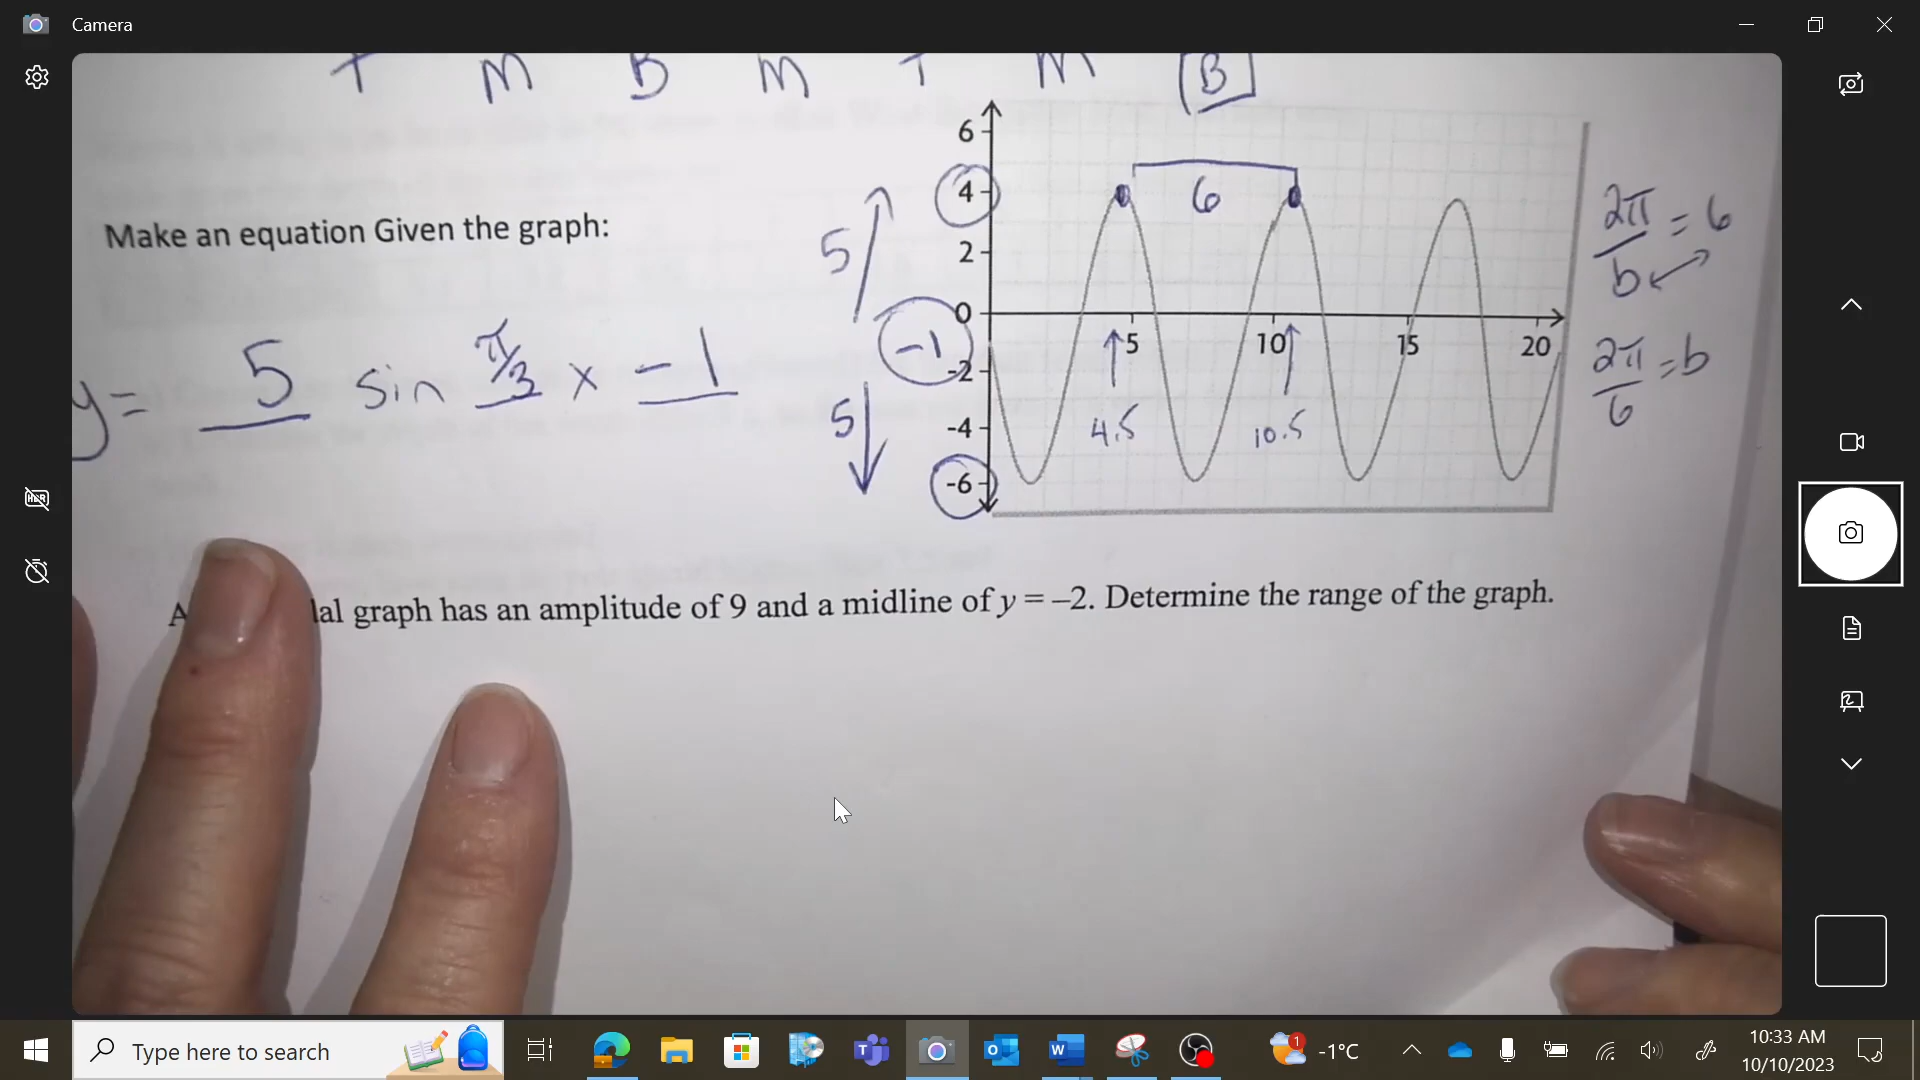 Camera
T M B M T M B
6
4
2
0
-2
-4
-6
5
10
15
20
6
4.5
10.5
5
-1
5
2π/b = 6
2π/6 = b
Make an equation Given the graph:
y = 5 sin π/3 x -1
lal graph has an amplitude of 9 and a midline of y = –2. Determine the range of the graph.
Type here to search
1
-1°C
10:33 AM
10/10/2023